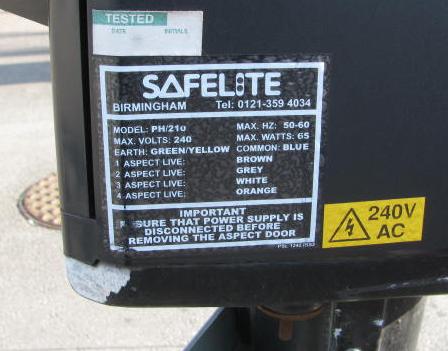 TESTED
DATE INITIALS
SAFELITE
BIRMINGHAM Tel: 0121-359 4034
MODEL: PH/210 MAX. HZ: 50-60
MAX. VOLTS: 240 MAX. WATTS: 65
EARTH: GREEN/YELLOW COMMON: BLUE
1 ASPECT LIVE: BROWN
2 ASPECT LIVE: GREY
3 ASPECT LIVE: WHITE
4 ASPECT LIVE: ORANGE
IMPORTANT
ENSURE THAT POWER SUPPLY IS
DISCONNECTED BEFORE
REMOVING THE ASPECT DOOR
240V
AC